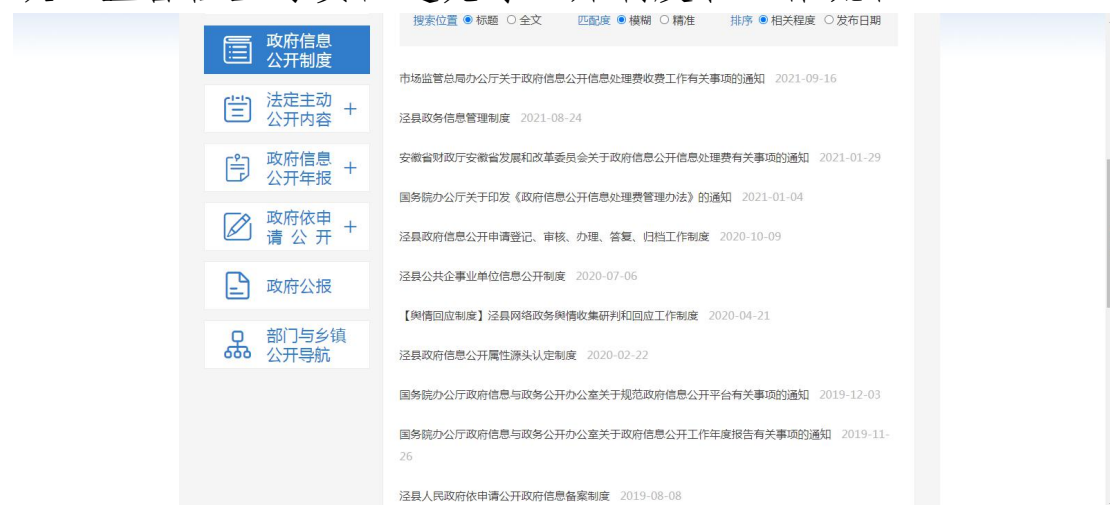 搜索位置 标题 全文 匹配度 模糊 精准 排序 相关程度 发布日期
政府信息
公开制度
法定主动
公开内容 +
政府信息
公开年报 +
政府依申
请公开 +
政府公报
部门与乡镇
公开导航
市场监管总局办公厅关于政府信息公开信息处理费收费工作有关事项的通知 2021-09-16
泾县政务信息管理制度 2021-08-24
安徽省财政厅安徽省发展和改革委员会关于政府信息公开信息处理费有关事项的通知 2021-01-29
国务院办公厅关于印发《政府信息公开信息处理费管理办法》的通知 2021-01-04
泾县政府信息公开申请登记、审核、办理、答复、归档工作制度 2020-10-09
泾县公共企事业单位信息公开制度 2020-07-06
【舆情回应制度】泾县网络政务舆情收集研判和回应工作制度 2020-04-21
泾县政府信息公开属性源头认定制度 2020-02-22
国务院办公厅政府信息与政务公开办公室关于规范政府信息公开平台有关事项的通知 2019-12-03
国务院办公厅政府信息与政务公开办公室关于政府信息公开工作年度报告有关事项的通知 2019-11-
26
泾县人民政府依申请公开政府信息备案制度 2019-08-08